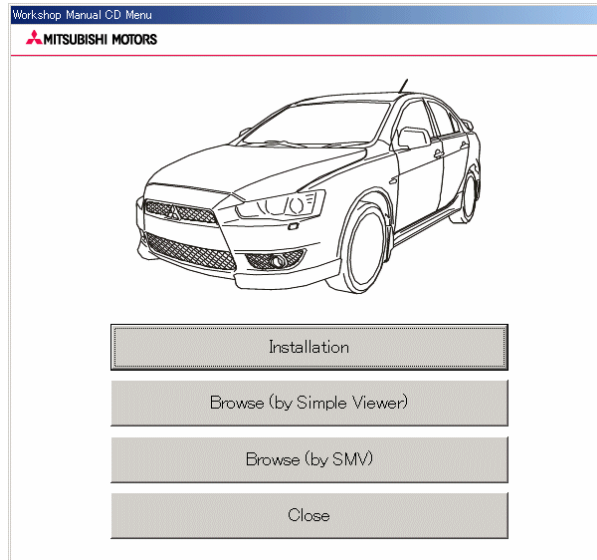 Workshop Manual CD Menu
MITSUBISHI MOTORS
Installation
Browse (by Simple Viewer)
Browse (by SMV)
Close